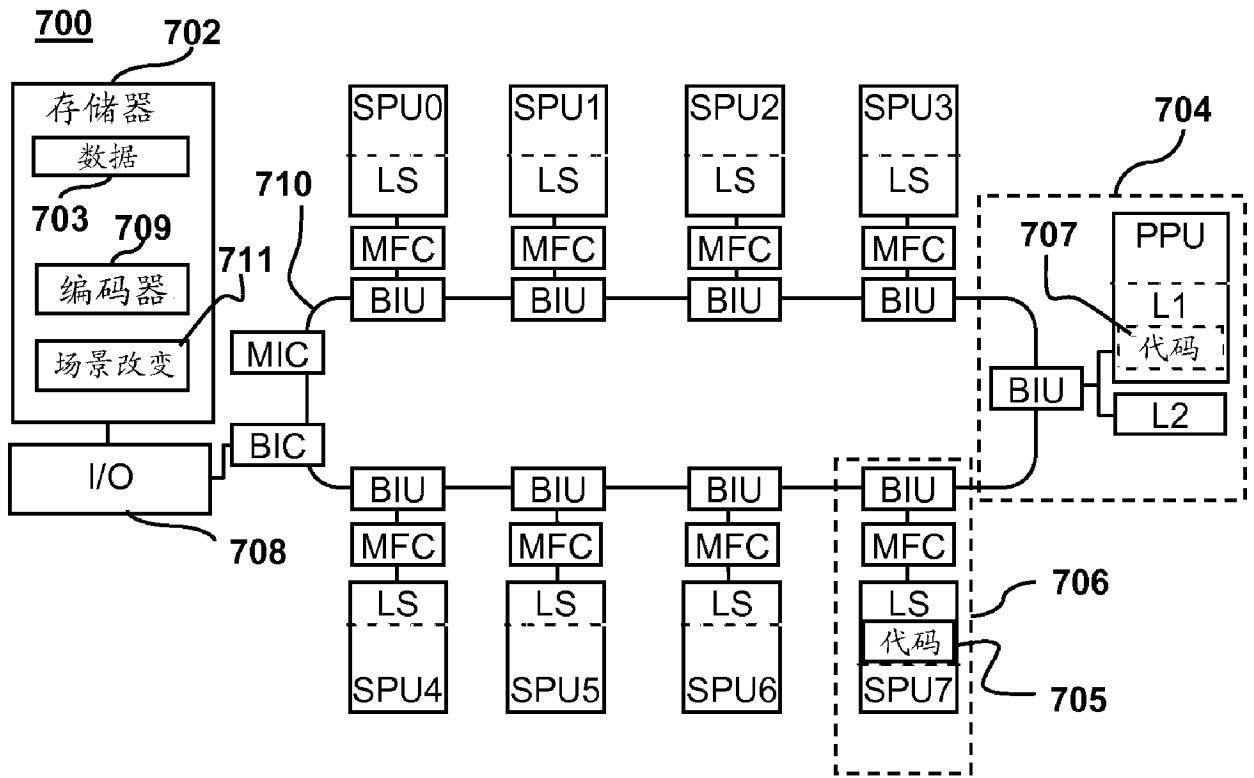 700
702
存储器
数据
703
709
编码器
711
场景改变
I/O
708
710
MIC
BIC
SPU0
SPU1
SPU2
SPU3
LS
LS
LS
LS
MFC
MFC
MFC
MFC
BIU
BIU
BIU
BIU
704
707
PPU
L1
代码
BIU
L2
BIU
BIU
BIU
BIU
MFC
MFC
MFC
MFC
LS
LS
LS
LS
代码
SPU4
SPU5
SPU6
SPU7
706
705